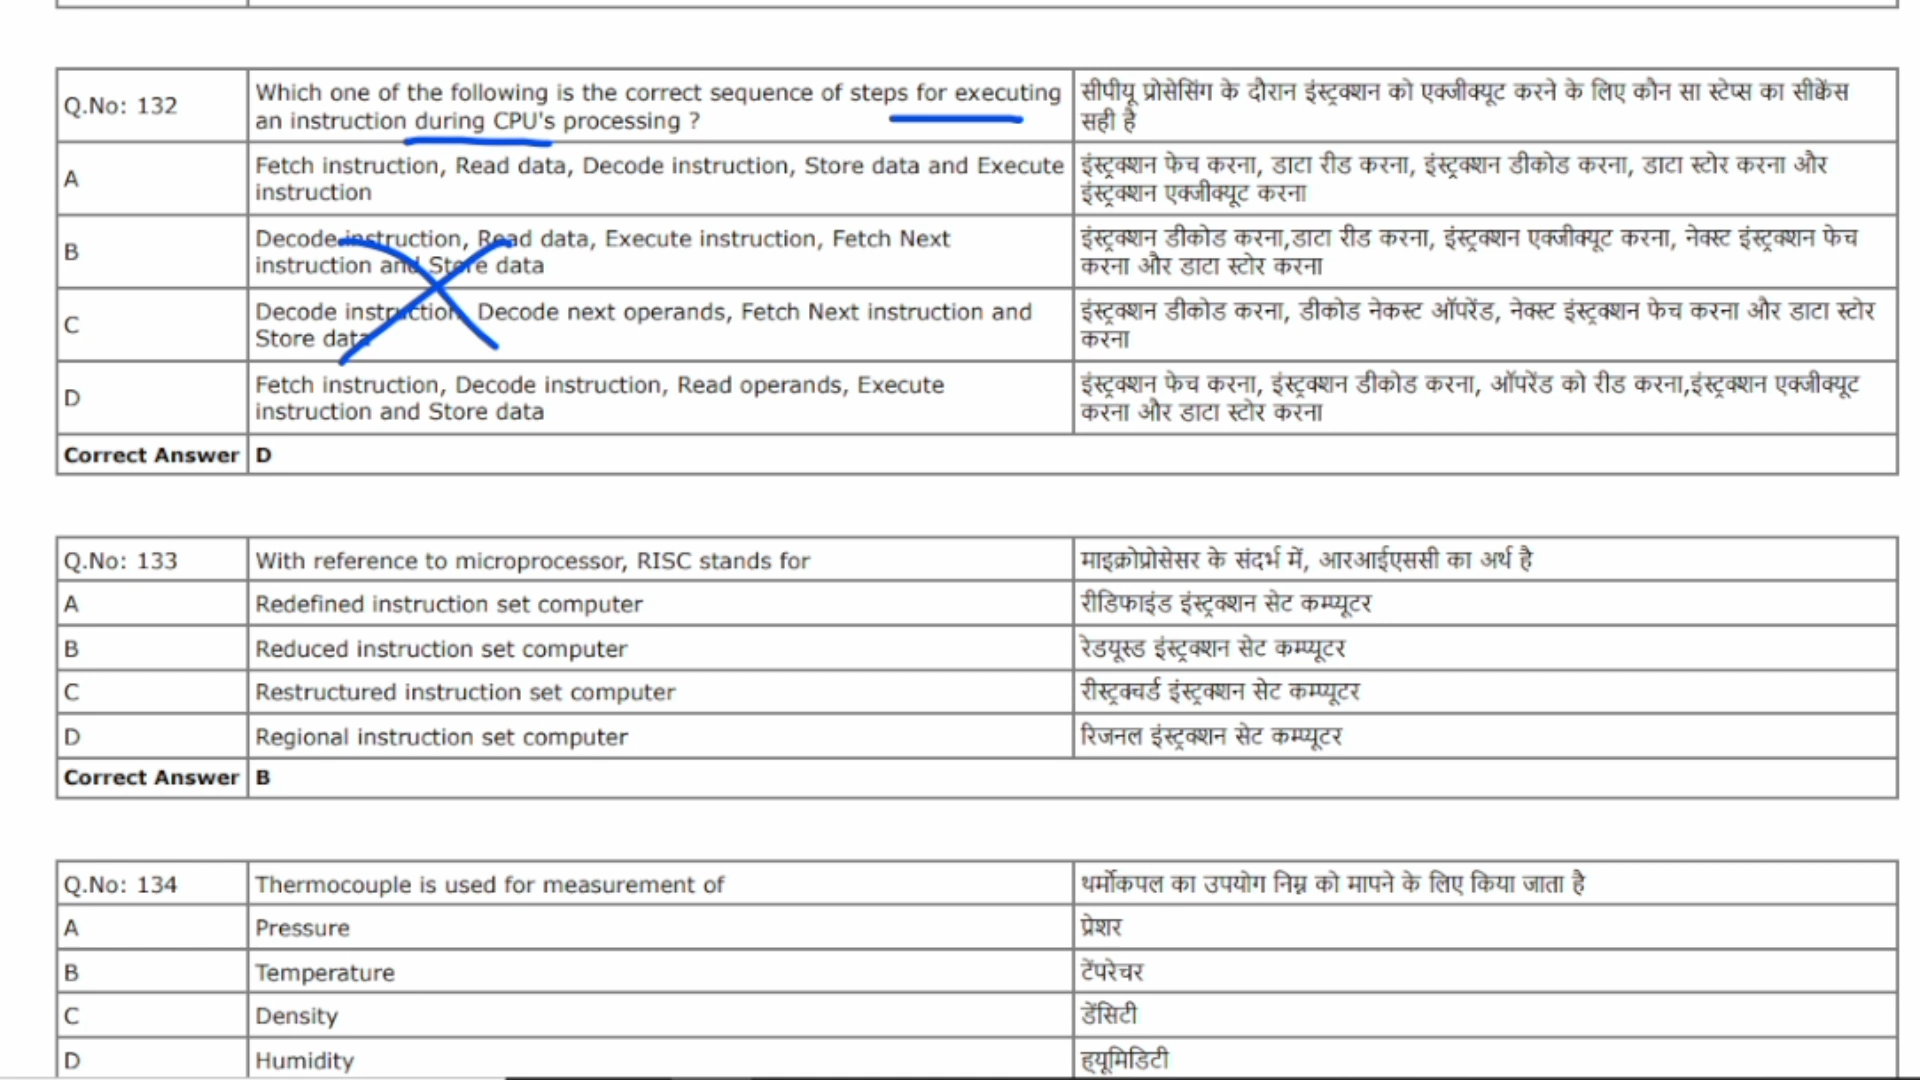 Q.No: 132
Which one of the following is the correct sequence of steps for executing
an instruction during CPU's processing ?
सीपीयू प्रोसेसिंग के दौरान इंस्ट्रक्शन को एक्जीक्यूट करने के लिए कौन सा स्टेप्स का सीक्वेंस
सही है
A
Fetch instruction, Read data, Decode instruction, Store data and Execute
instruction
इंस्ट्रक्शन फेच करना, डाटा रीड करना, इंस्ट्रक्शन डीकोड करना, डाटा स्टोर करना और
इंस्ट्रक्शन एक्जीक्यूट करना
B
Decode instruction, Read data, Execute instruction, Fetch Next
instruction and Store data
इंस्ट्रक्शन डीकोड करना,डाटा रीड करना, इंस्ट्रक्शन एक्जीक्यूट करना, नेक्स्ट इंस्ट्रक्शन फेच
करना और डाटा स्टोर करना
C
Decode instruction, Decode next operands, Fetch Next instruction and
Store data
इंस्ट्रक्शन डीकोड करना, डीकोड नेकस्ट ऑपरेंड, नेक्स्ट इंस्ट्रक्शन फेच करना और डाटा स्टोर
करना
D
Fetch instruction, Decode instruction, Read operands, Execute
instruction and Store data
इंस्ट्रक्शन फेच करना, इंस्ट्रक्शन डीकोड करना, ऑपरेंड को रीड करना,इंस्ट्रक्शन एक्जीक्यूट
करना और डाटा स्टोर करना
Correct Answer D
Q.No: 133
With reference to microprocessor, RISC stands for
माइक्रोप्रोसेसर के संदर्भ में, आरआईएससी का अर्थ है
A
Redefined instruction set computer
रीडिफाइंड इंस्ट्रक्शन सेट कम्प्यूटर
B
Reduced instruction set computer
रेडयूस्ड इंस्ट्रक्शन सेट कम्प्यूटर
C
Restructured instruction set computer
रीस्ट्रक्चर्ड इंस्ट्रक्शन सेट कम्प्यूटर
D
Regional instruction set computer
रिजनल इंस्ट्रक्शन सेट कम्प्यूटर
Correct Answer B
Q.No: 134
Thermocouple is used for measurement of
थर्मोकपल का उपयोग निम्न को मापने के लिए किया जाता है
A
Pressure
प्रेशर
B
Temperature
टेंपरेचर
C
Density
डेंसिटी
D
Humidity
ह्यूमिडिटी